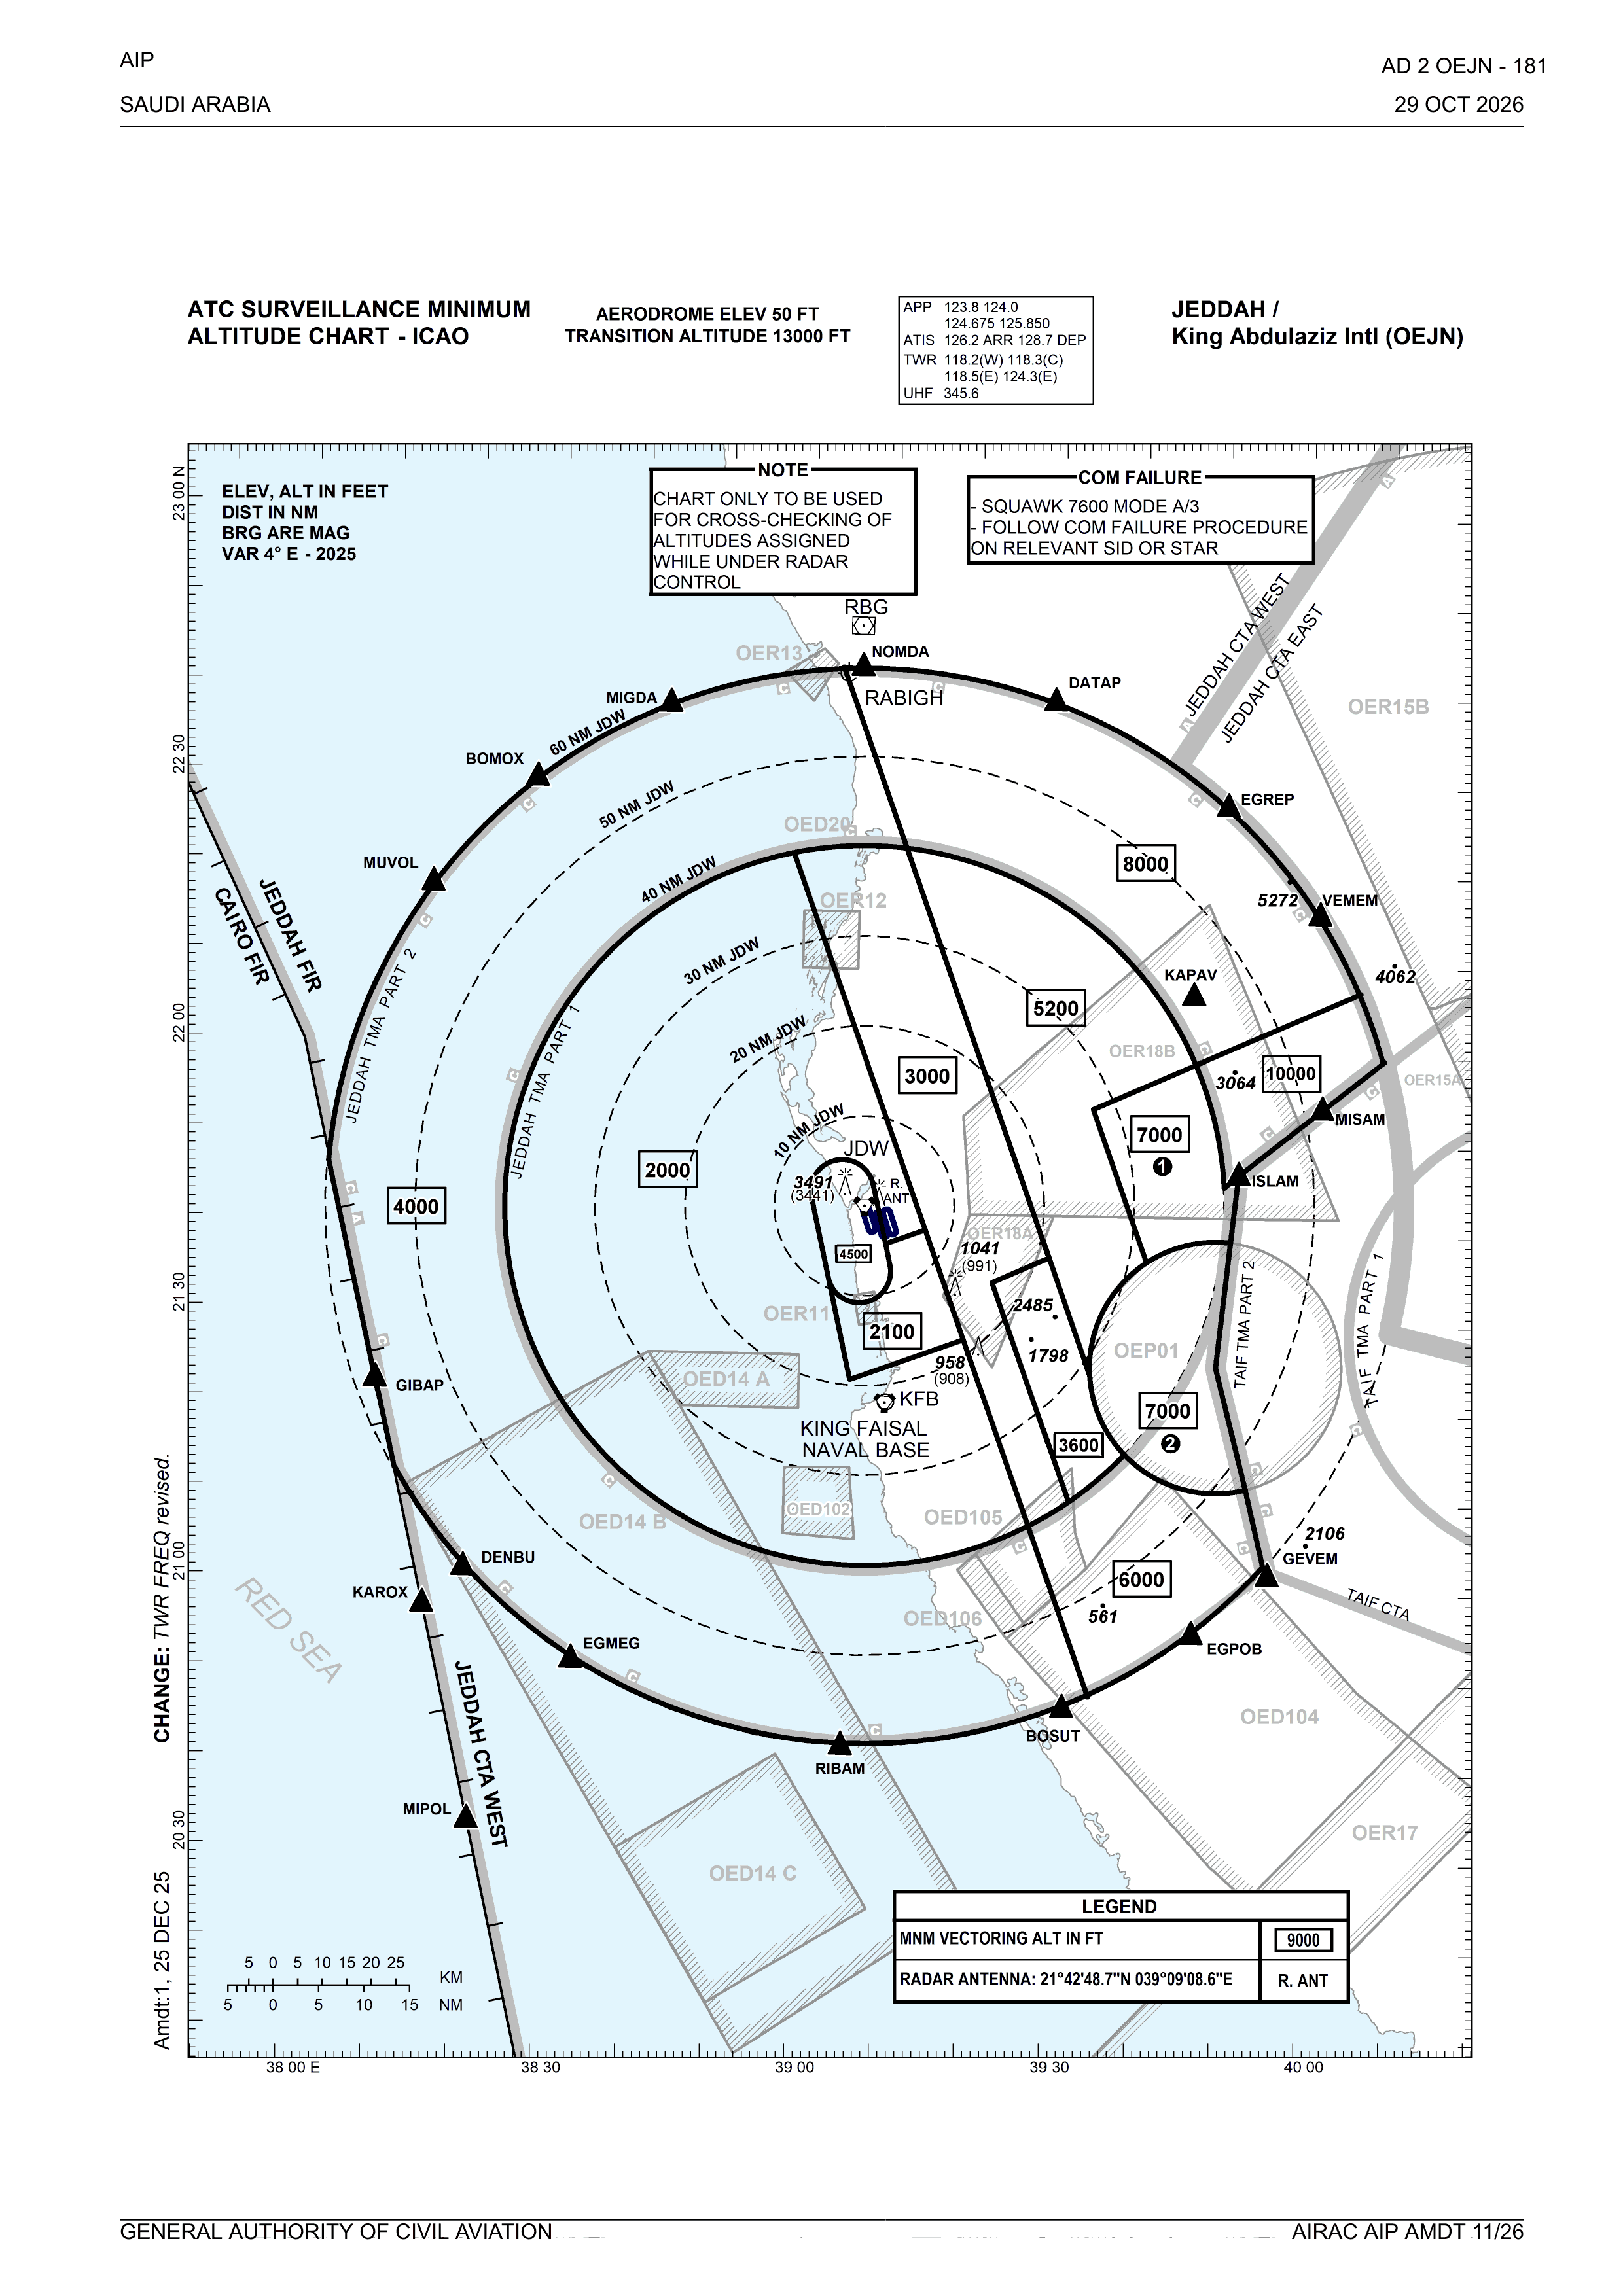 AIP
AD 2 OEJN - 181
SAUDI ARABIA
29 OCT 2026
ATC SURVEILLANCE MINIMUM
ALTITUDE CHART - ICAO
AERODROME ELEV 50 FT
TRANSITION ALTITUDE 13000 FT
APP 123.8 124.0
124.675 125.850
ATIS 126.2 ARR 128.7 DEP
TWR 118.2(W) 118.3(C)
118.5(E) 124.3(E)
UHF 345.6
JEDDAH /
King Abdulaziz Intl (OEJN)
ELEV, ALT IN FEET
DIST IN NM
BRG ARE MAG
VAR 4° E - 2025
NOTE
CHART ONLY TO BE USED
FOR CROSS-CHECKING OF
ALTITUDES ASSIGNED
WHILE UNDER RADAR
CONTROL
COM FAILURE
- SQUAWK 7600 MODE A/3
- FOLLOW COM FAILURE PROCEDURE
ON RELEVANT SID OR STAR
23 00 N
22 30
22 00
21 30
21 00
20 30
A
RBG
OER13
NOMDA
RABIGH
C
C
MIGDA
DATAP
JEDDAH CTA WEST
JEDDAH CTA EAST
A
OER15B
60 NM JDW
BOMOX
C
50 NM JDW
EGREP
C
OED20
C
MUVOL
40 NM JDW
8000
5272
VEMEM
C
OER12
C
JEDDAH FIR
CAIRO FIR
JEDDAH TMA PART 2
30 NM JDW
KAPAV
4062
JEDDAH TMA PART 1
5200
20 NM JDW
C
OER18B
C
3000
3064
10000
OER15A
C
10 NM JDW
7000
1
MISAM
C
JDW
2000
3491
(3441)
R.
ANT
ISLAM
4000
C
A
OER18A
4500
1041
(991)
TAIF TMA PART 2
TAIF TMA PART 1
OER11
2485
2100
1798
OEP01
C
958
(908)
GIBAP
OED14 A
KFB
7000
2
KING FAISAL
NAVAL BASE
3600
C
C
C
OED102
OED105
OED14 B
C
C
C
2106
GEVEM
DENBU
KAROX
C
6000
TAIF CTA
561
OED106
RED SEA
EGMEG
C
EGPOB
JEDDAH CTA WEST
C
BOSUT
OED104
RIBAM
MIPOL
OER17
OED14 C
LEGEND
MNM VECTORING ALT IN FT
9000
RADAR ANTENNA: 21°42'48.7"N 039°09'08.6"E
R. ANT
5 0 5 10 15 20 25
KM
5 0 5 10 15
NM
38 00 E
38 30
39 00
39 30
40 00
CHANGE: TWR FREQ revised.
Amdt:1, 25 DEC 25
GENERAL AUTHORITY OF CIVIL AVIATION
AIRAC AIP AMDT 11/26